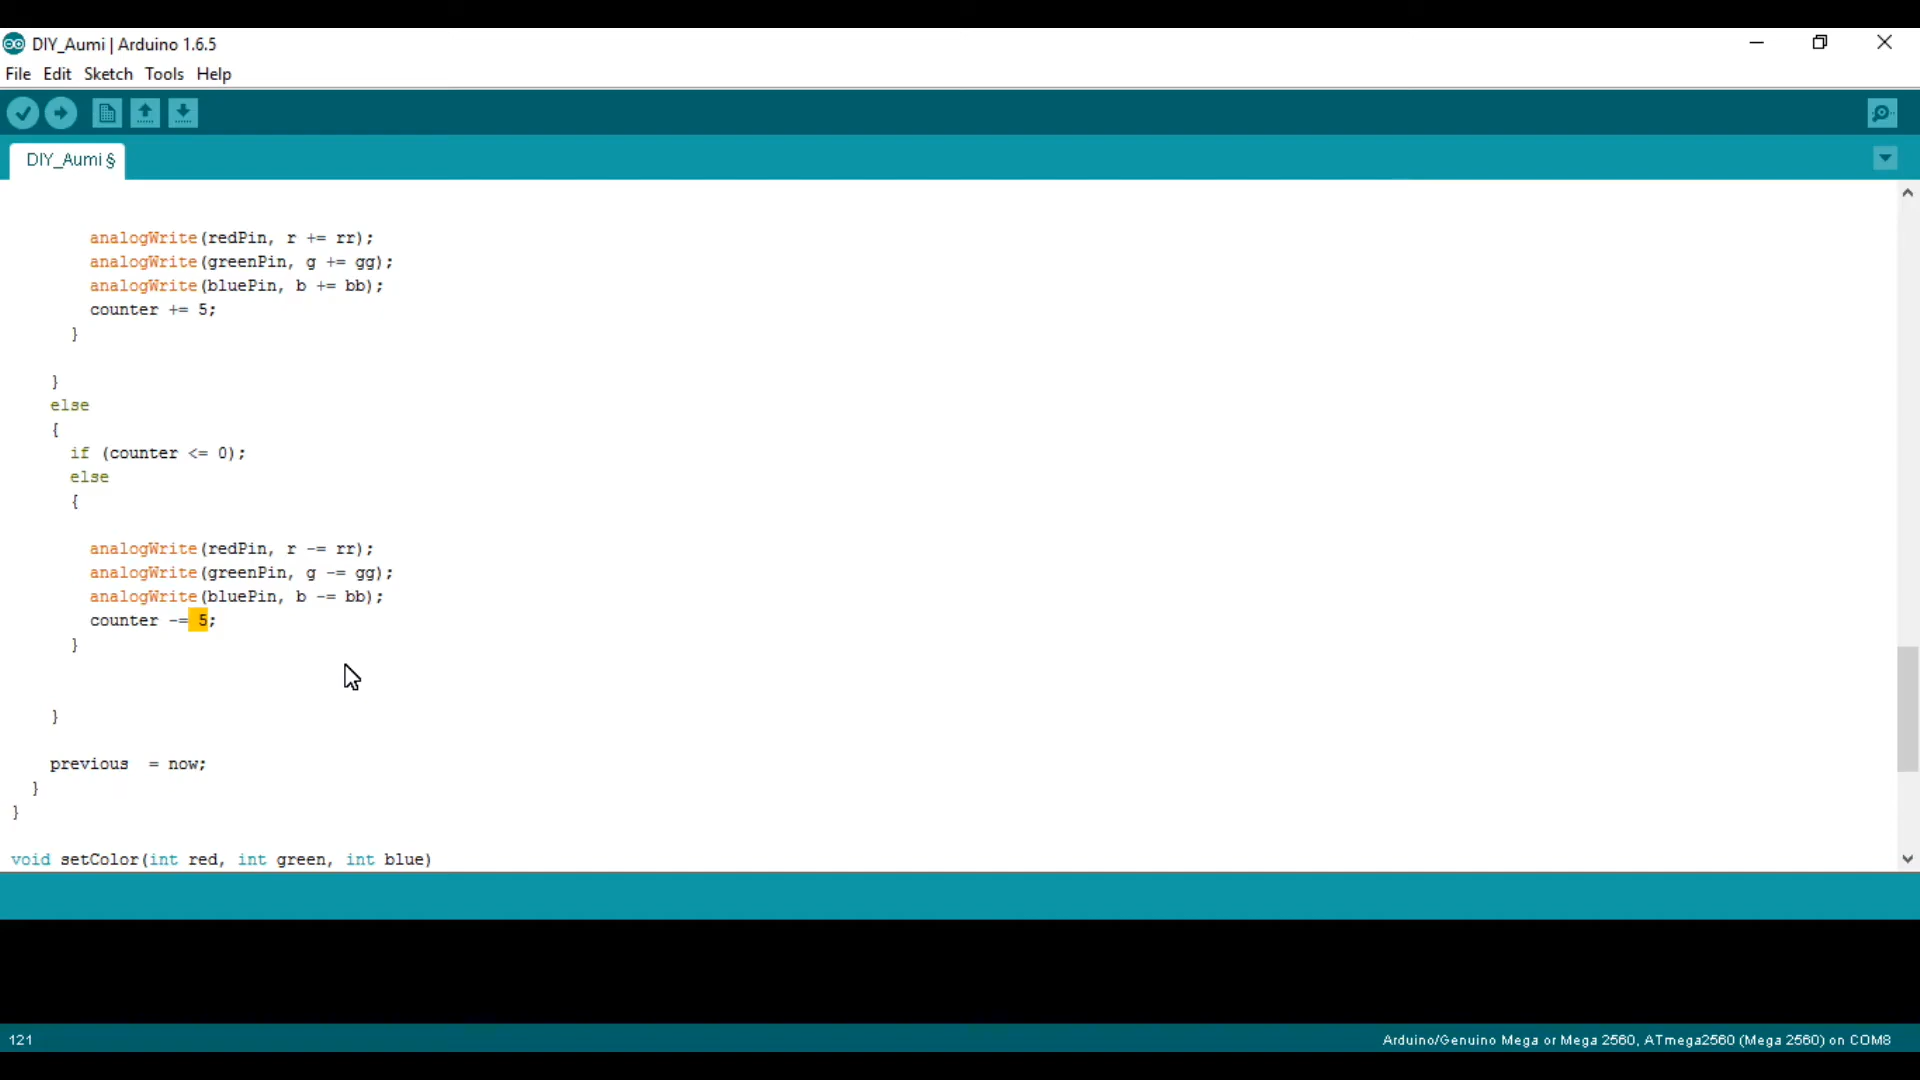 DIY_Aumi | Arduino 1.6.5
File Edit Sketch Tools Help
DIY_Aumi §
analogWrite(redPin, r += rr);
analogWrite(greenPin, g += gg);
analogWrite(bluePin, b += bb);
counter += 5;
}
}
else
{
if (counter <= 0);
else
{
analogWrite(redPin, r -= rr);
analogWrite(greenPin, g -= gg);
analogWrite(bluePin, b -= bb);
counter -= 5;
}
}
previous  = now;
}
}
void setColor(int red, int green, int blue)
121
Arduino/Genuino Mega or Mega 2560, ATmega2560 (Mega 2560) on COM8